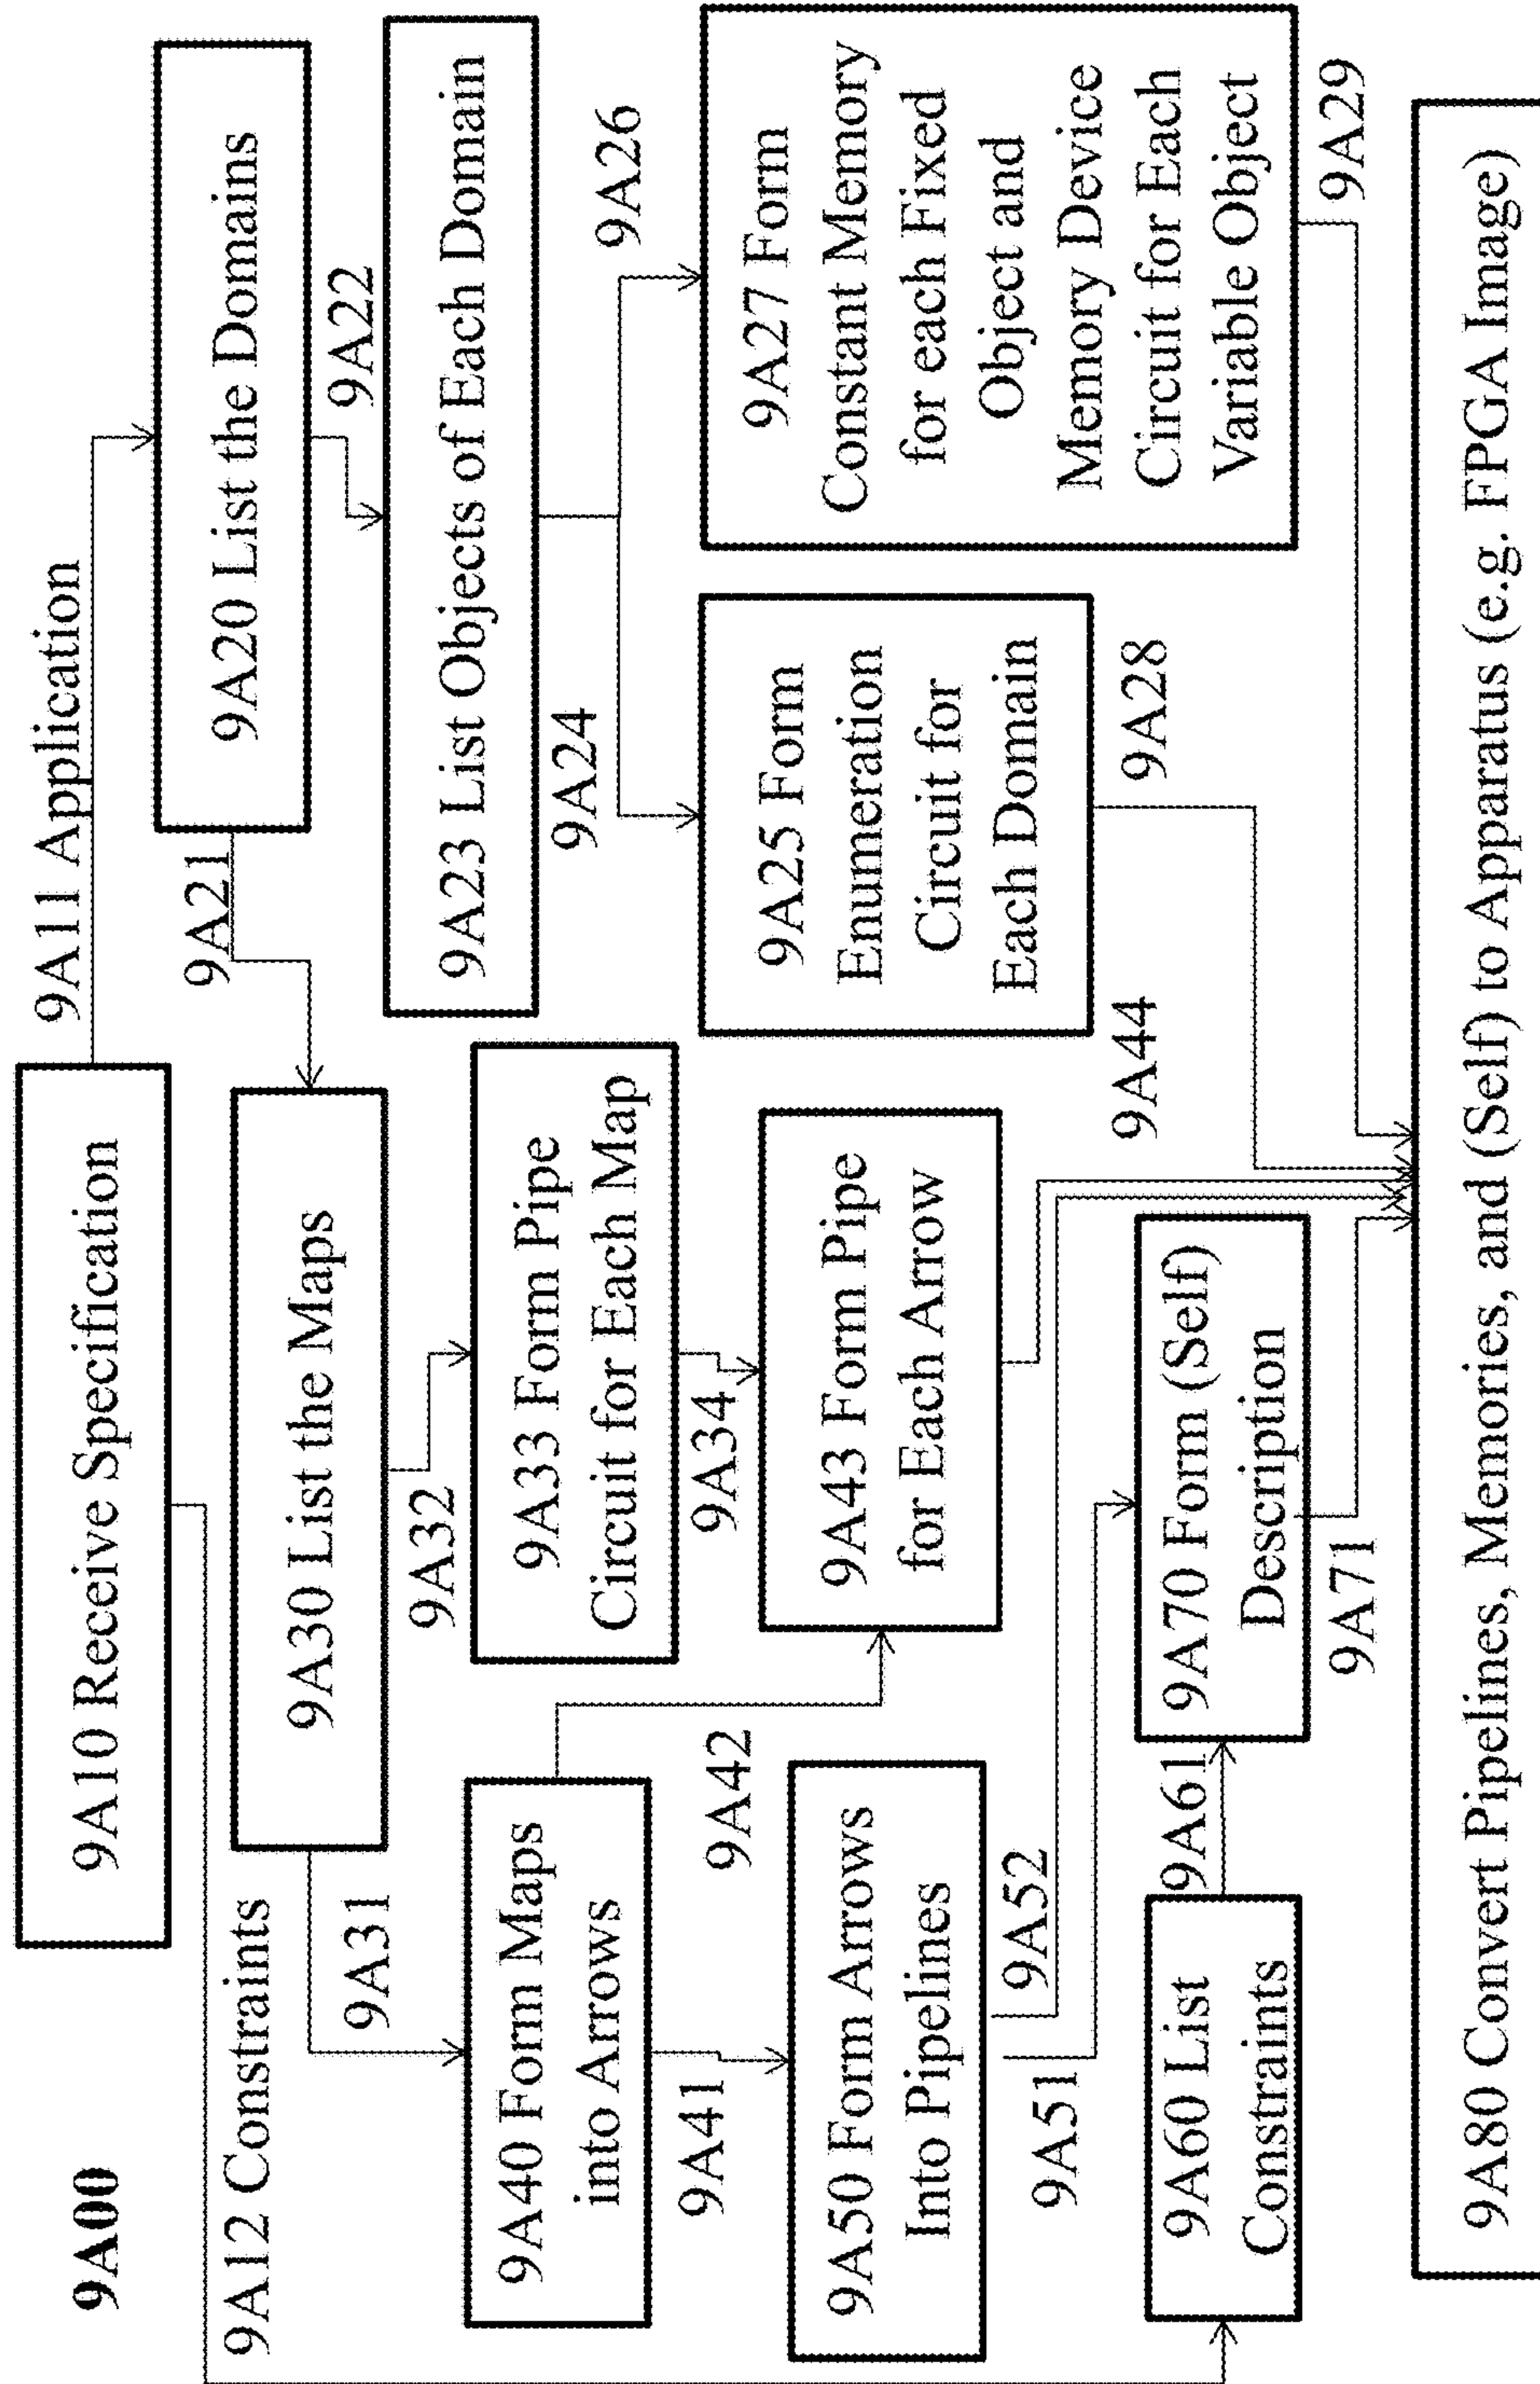 9A00
9A10 Receive Specification
9A11 Application
9A12 Constraints
9A20 List the Domains
9A21
9A22
9A30 List the Maps
9A23 List Objects of Each Domain
9A31
9A32
9A24
9A26
9A40 Form Maps
into Arrows
9A33 Form Pipe
Circuit for Each Map
9A25 Form
Enumeration
Circuit for
Each Domain
9A27 Form
Constant Memory
for each Fixed
Object and
Memory Device
Circuit for Each
Variable Object
9A41
9A42
9A34
9A50 Form Arrows
Into Pipelines
9A43 Form Pipe
for Each Arrow
9A44
9A28
9A29
9A51
9A52
9A60 List
Constraints
9A61
9A70 Form (Self)
Description
9A71
9A80 Convert Pipelines, Memories, and (Self) to Apparatus (e.g. FPGA Image)